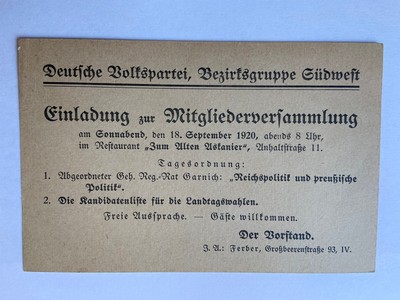 Deutsche Volkspartei, Bezirksgruppe Südwest
Einladung zur Mitgliederversammlung
am Sonnabend, den 18. September 1920, abends 8 Uhr,
im Restaurant „Zum Alten Askanier“, Anhaltstraße 11.
Tagesordnung:
1. Abgeordneter Geh. Reg.-Rat Garnich: „Reichspolitik und preußische
Politik“.
2. Die Kandidatenliste für die Landtagswahlen.
Freie Aussprache. — Gäste willkommen.
Der Vorstand.
J. A.: Ferber, Großbeerenstraße 93, IV.